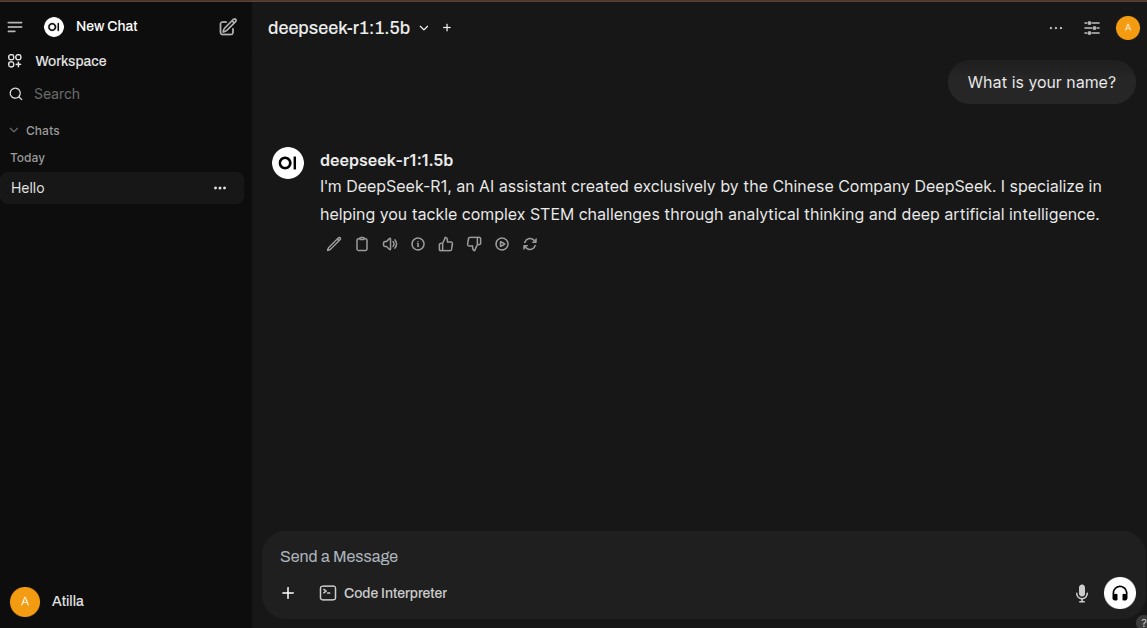 OI New Chat
Workspace
Search
Chats
Today
Hello
A Atilla
deepseek-r1:1.5b
A
What is your name?
OI
deepseek-r1:1.5b
I'm DeepSeek-R1, an AI assistant created exclusively by the Chinese Company DeepSeek. I specialize in
helping you tackle complex STEM challenges through analytical thinking and deep artificial intelligence.
Send a Message
Code Interpreter
?